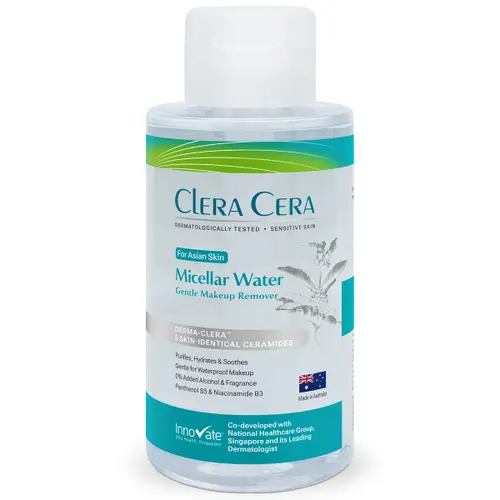 CLERA CERA
DERMATOLOGICALLY TESTED • SENSITIVE SKIN
For Asian Skin
Micellar Water
Gentle Makeup Remover
DERMA-CLERA™
5 SKIN-IDENTICAL CERAMIDES
Purifies, Hydrates & Soothes
Gentle for Waterproof Makeup
0% Added Alcohol & Fragrance
Panthenol B5 & Niacinamide B3
Made in Australia
Innovate
Co-developed with
National Healthcare Group,
Singapore and its Leading
Dermatologist